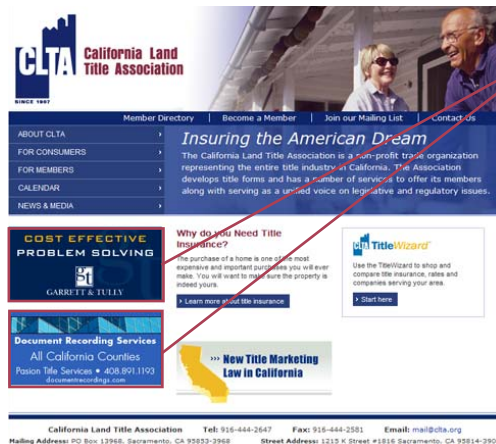 CLTA
California Land
Title Association
SINCE 1907
Member Directory | Become a Member | Join our Mailing List | Contact Us
ABOUT CLTA
FOR CONSUMERS
FOR MEMBERS
CALENDAR
NEWS & MEDIA
Insuring the American Dream
The California Land Title Association is a non-profit trade organization
representing the entire title industry in California. The Association
develops title forms and has a number of services to offer its members
along with serving as a unified voice on legislative and regulatory issues.
COST EFFECTIVE
PROBLEM SOLVING
gt
GARRETT & TULLY
Document Recording Services
All California Counties
Pasion Title Services • 408.891.1193
documentrecordings.com
Why do you Need Title
Insurance?
The purchase of a home is one of the most
expensive and important purchases you will ever
make. You will want to make sure the property is
indeed yours.
› Learn more about title insurance
››› New Title Marketing
Law in California
CLTA TitleWizard
Use the TitleWizard to shop and
compare title insurance, rates and
companies serving your area.
› Start here
California Land Title Association Tel: 916-444-2647 Fax: 916-444-2581 Email: mail@clta.org
Mailing Address: PO Box 13968, Sacramento, CA 95853-3968 Street Address: 1215 K Street #1816 Sacramento, CA 95814-390